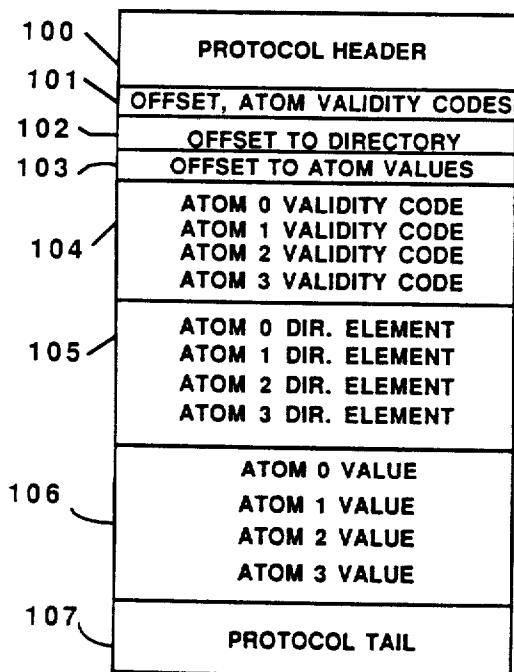 100
PROTOCOL HEADER
101
OFFSET, ATOM VALIDITY CODES
102
OFFSET TO DIRECTORY
103
OFFSET TO ATOM VALUES
104
ATOM 0 VALIDITY CODE
ATOM 1 VALIDITY CODE
ATOM 2 VALIDITY CODE
ATOM 3 VALIDITY CODE
105
ATOM 0 DIR. ELEMENT
ATOM 1 DIR. ELEMENT
ATOM 2 DIR. ELEMENT
ATOM 3 DIR. ELEMENT
106
ATOM 0 VALUE
ATOM 1 VALUE
ATOM 2 VALUE
ATOM 3 VALUE
107
PROTOCOL TAIL